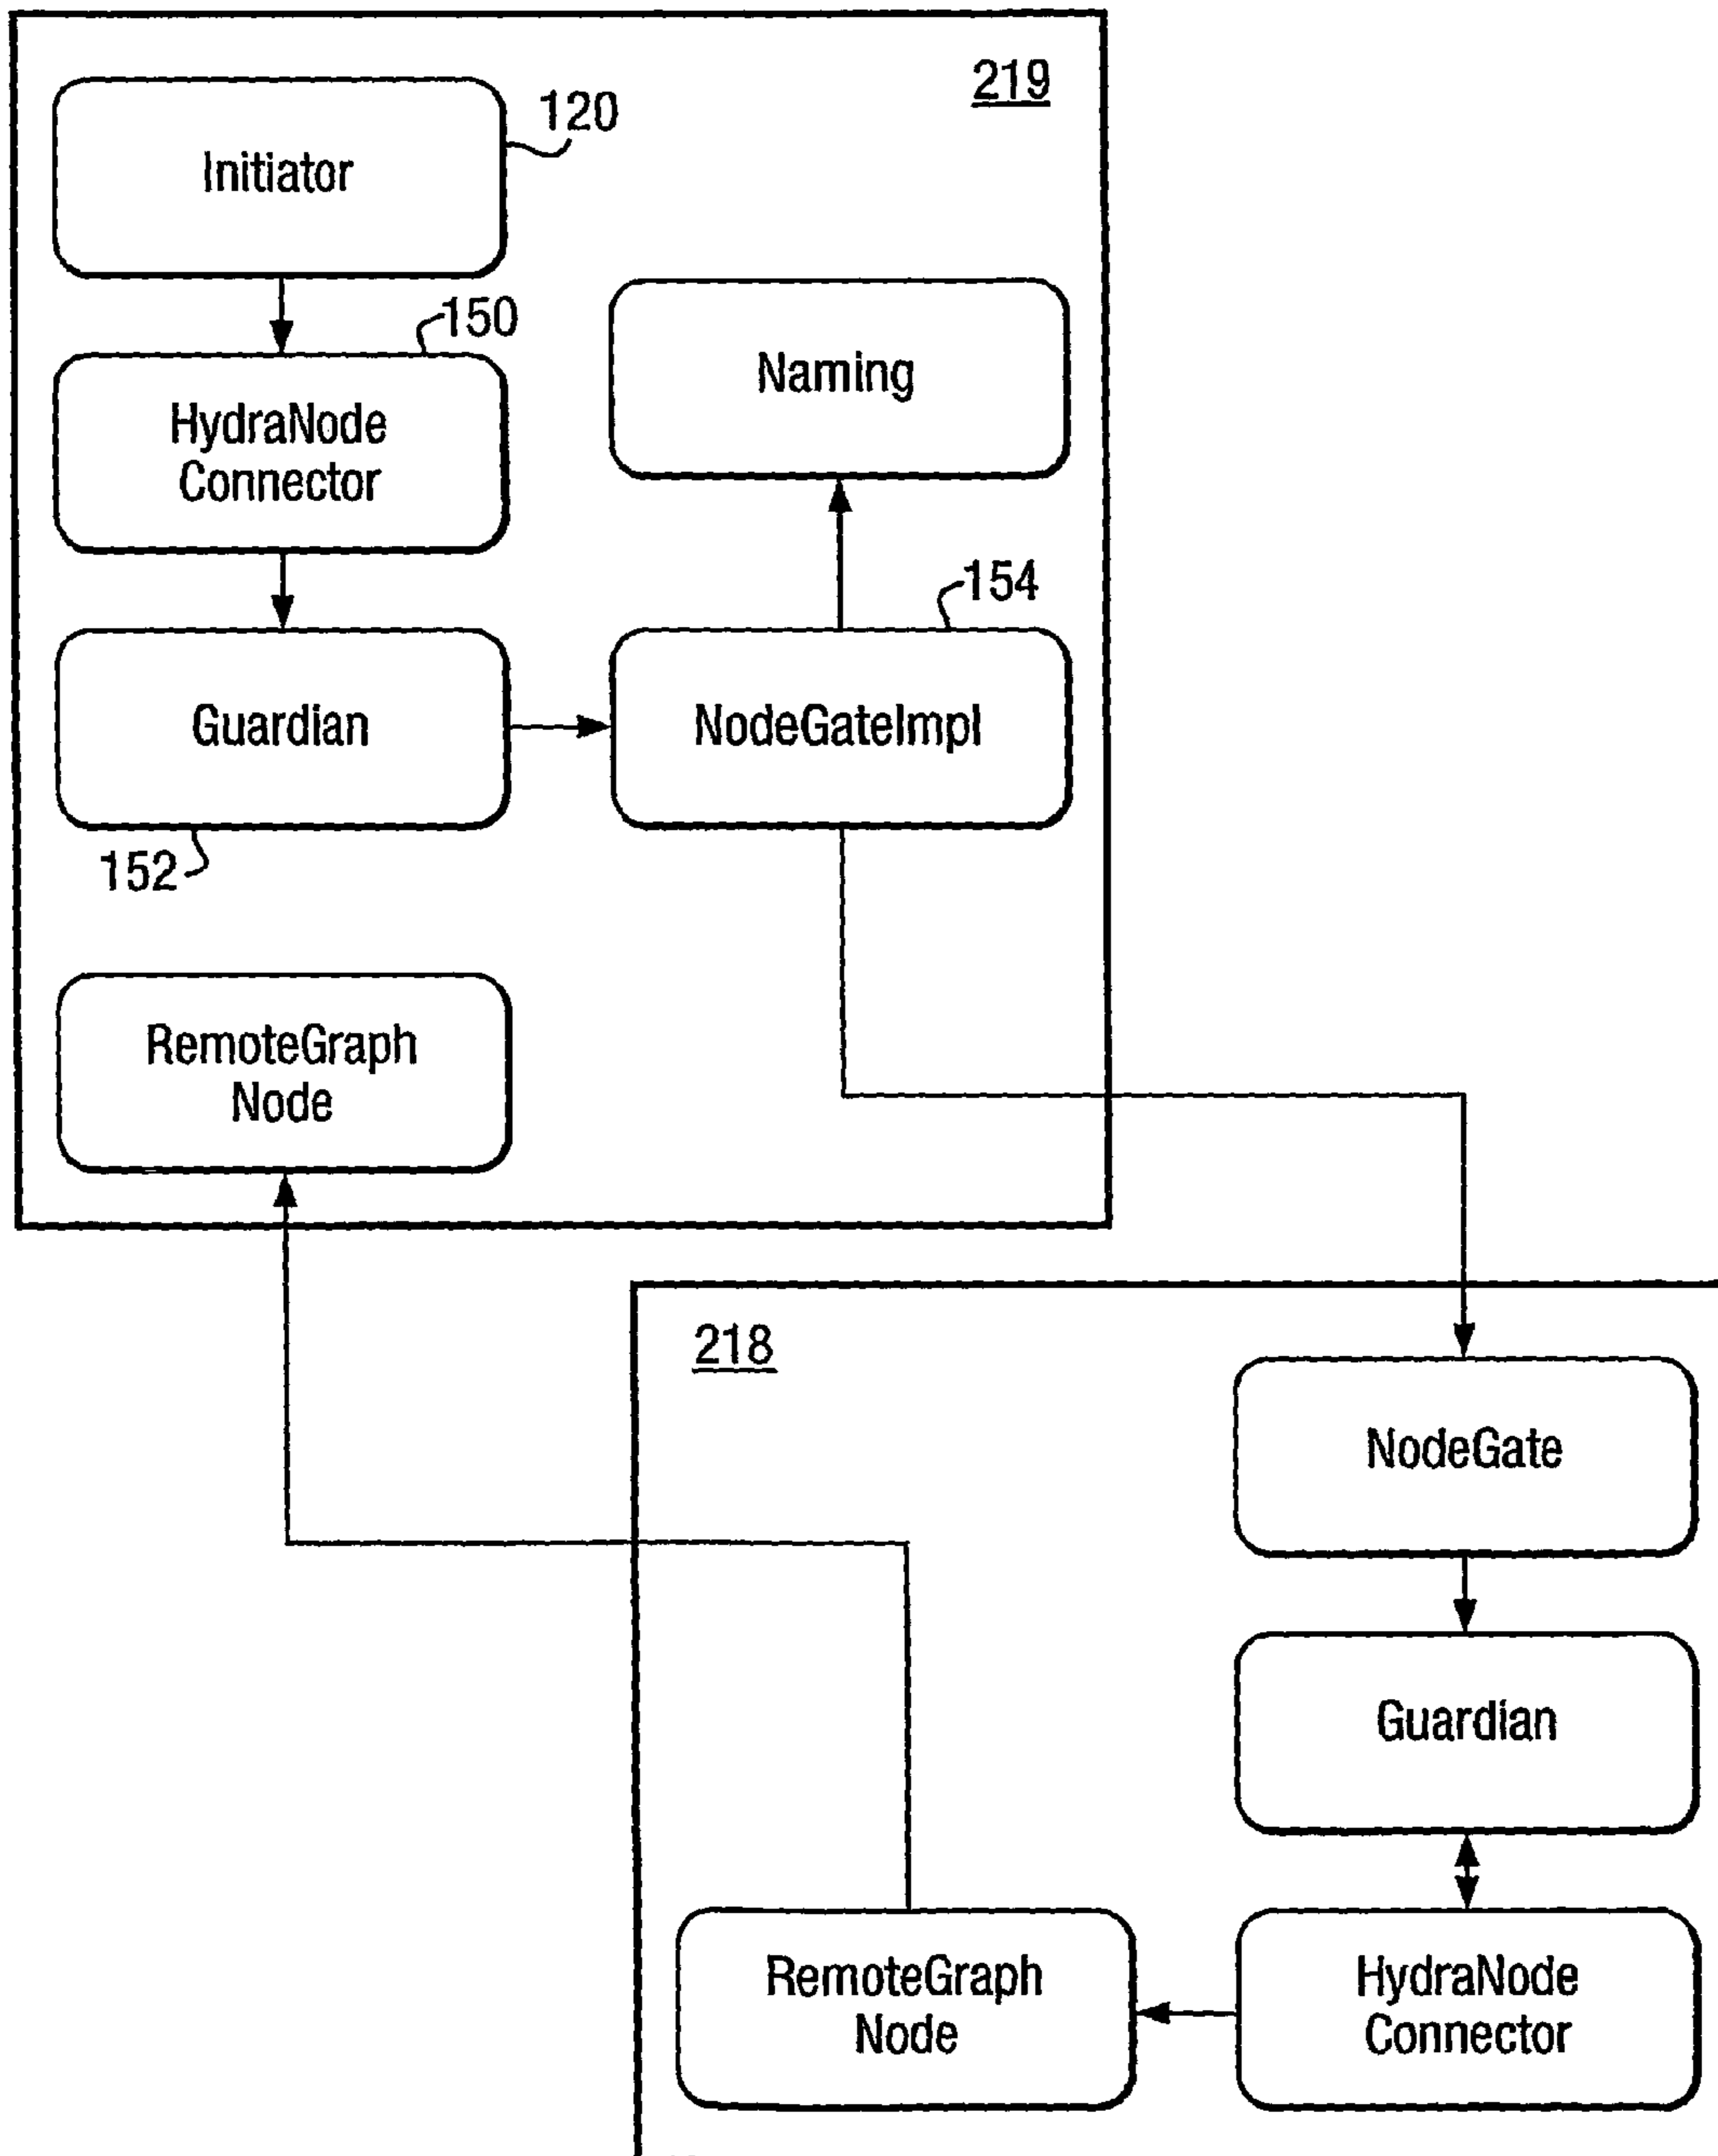 219
120
Initiator
150
HydraNode
Connector
Naming
154
Guardian
NodeGateImpl
152
RemoteGraph
Node
218
NodeGate
Guardian
RemoteGraph
Node
HydraNode
Connector